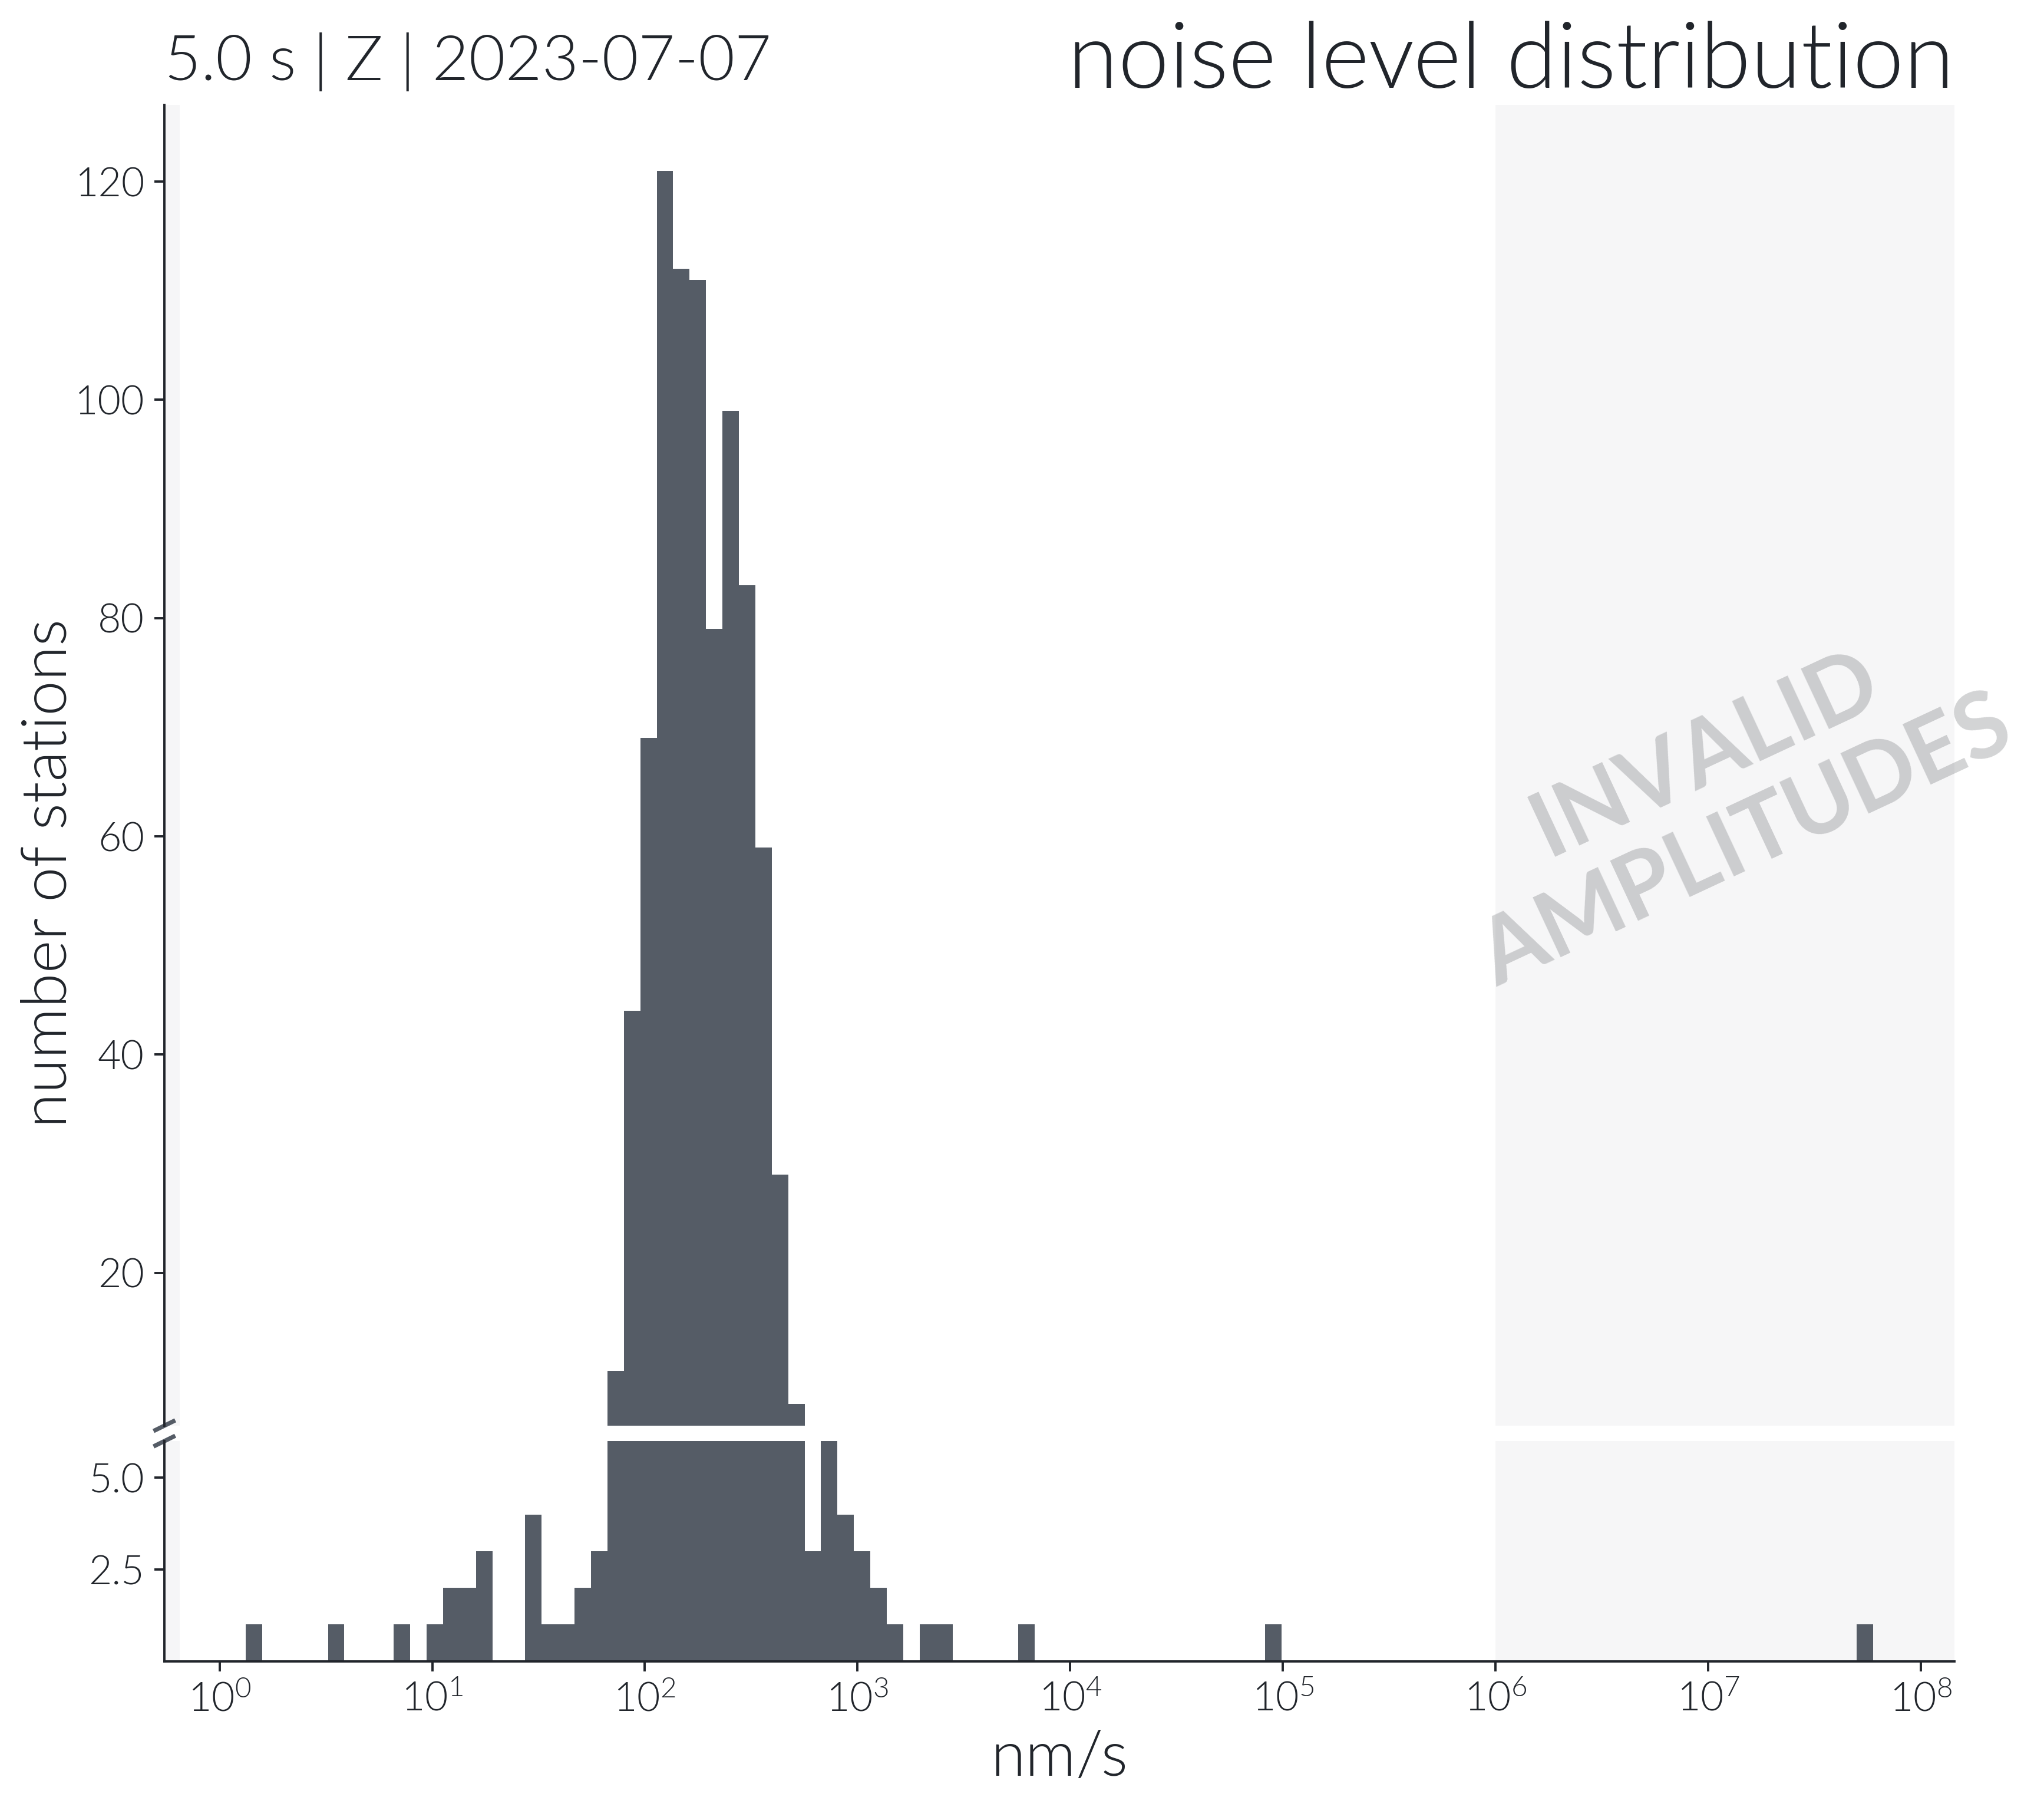 5.0 s | Z | 2023-07-07
noise level distribution
120
100
80
60
40
20
5.0
2.5
number of stations
INVALID
AMPLITUDES
10⁰ 10¹ 10² 10³ 10⁴ 10⁵ 10⁶ 10⁷ 10⁸
nm/s